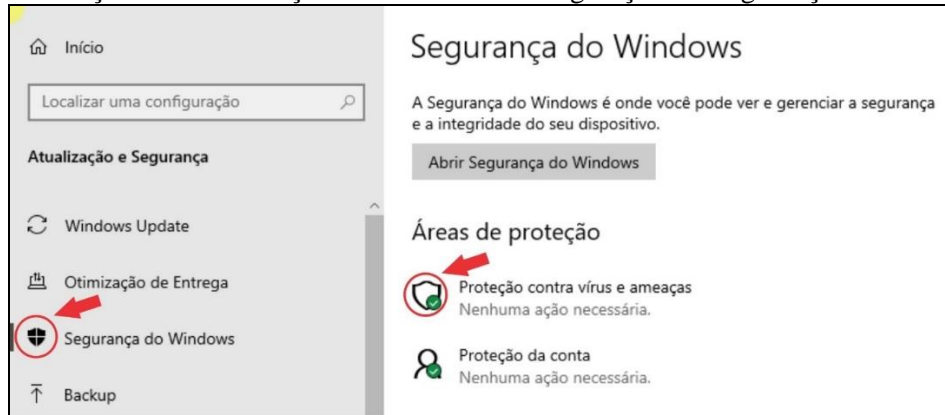 Início
Localizar uma configuração
Atualização e Segurança
Windows Update
Otimização de Entrega
Segurança do Windows
Backup
Segurança do Windows
A Segurança do Windows é onde você pode ver e gerenciar a segurança
e a integridade do seu dispositivo.
Abrir Segurança do Windows
Áreas de proteção
Proteção contra vírus e ameaças
Nenhuma ação necessária.
Proteção da conta
Nenhuma ação necessária.